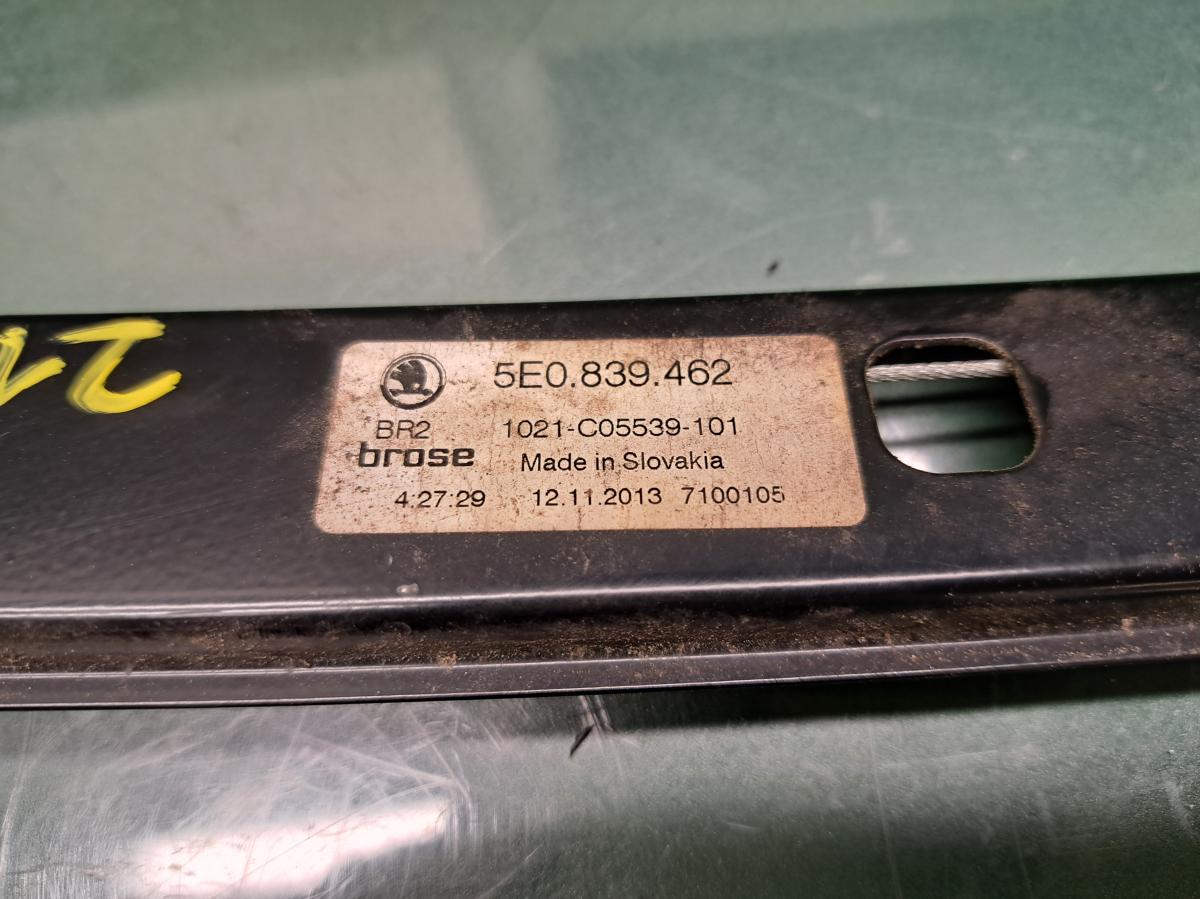 5E0.839.462
BR2 1021-C05539-101
brose Made in Slovakia
4:27:29 12.11.2013 7100105